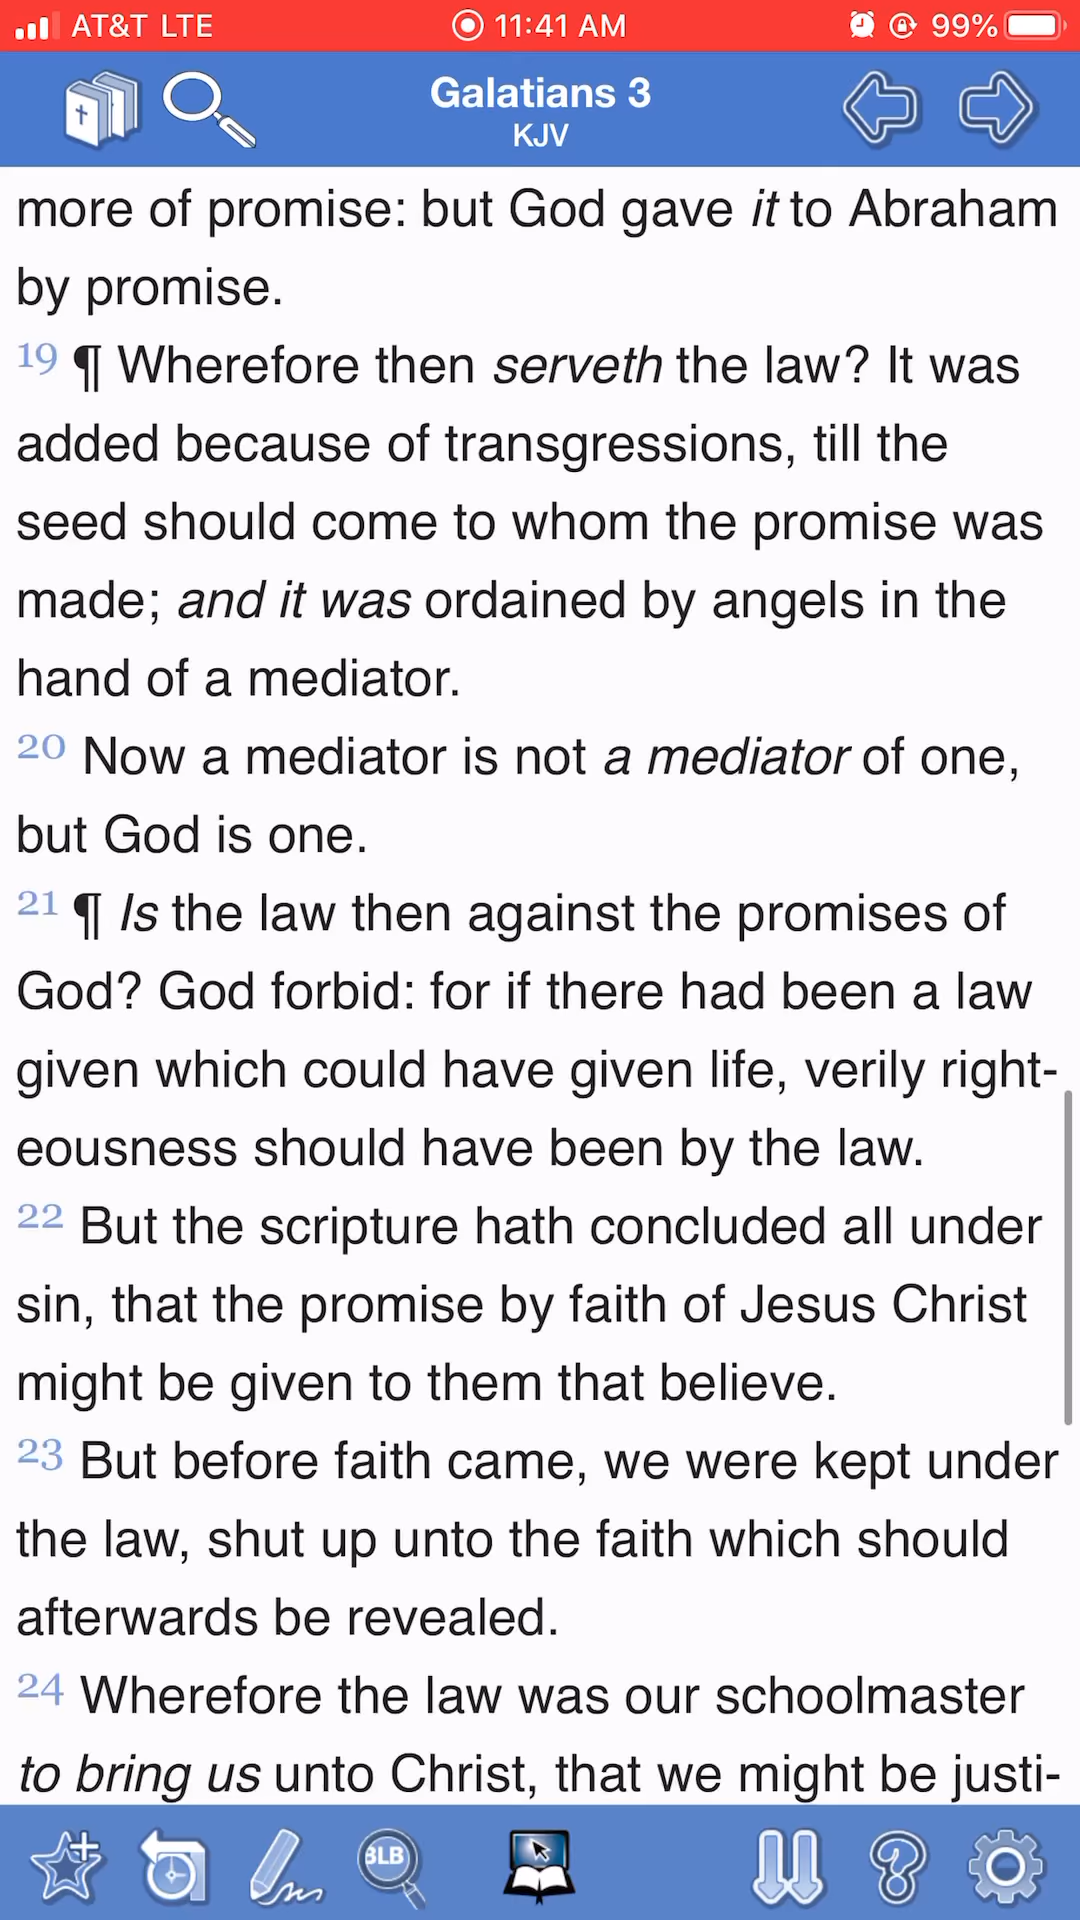 AT&T LTE 11:41 AM 99%
Galatians 3
KJV
more of promise: but God gave it to Abraham
by promise.
19 ¶ Wherefore then serveth the law? It was
added because of transgressions, till the
seed should come to whom the promise was
made; and it was ordained by angels in the
hand of a mediator.
20 Now a mediator is not a mediator of one,
but God is one.
21 ¶ Is the law then against the promises of
God? God forbid: for if there had been a law
given which could have given life, verily right-
eousness should have been by the law.
22 But the scripture hath concluded all under
sin, that the promise by faith of Jesus Christ
might be given to them that believe.
23 But before faith came, we were kept under
the law, shut up unto the faith which should
afterwards be revealed.
24 Wherefore the law was our schoolmaster
to bring us unto Christ, that we might be justi-
BLB